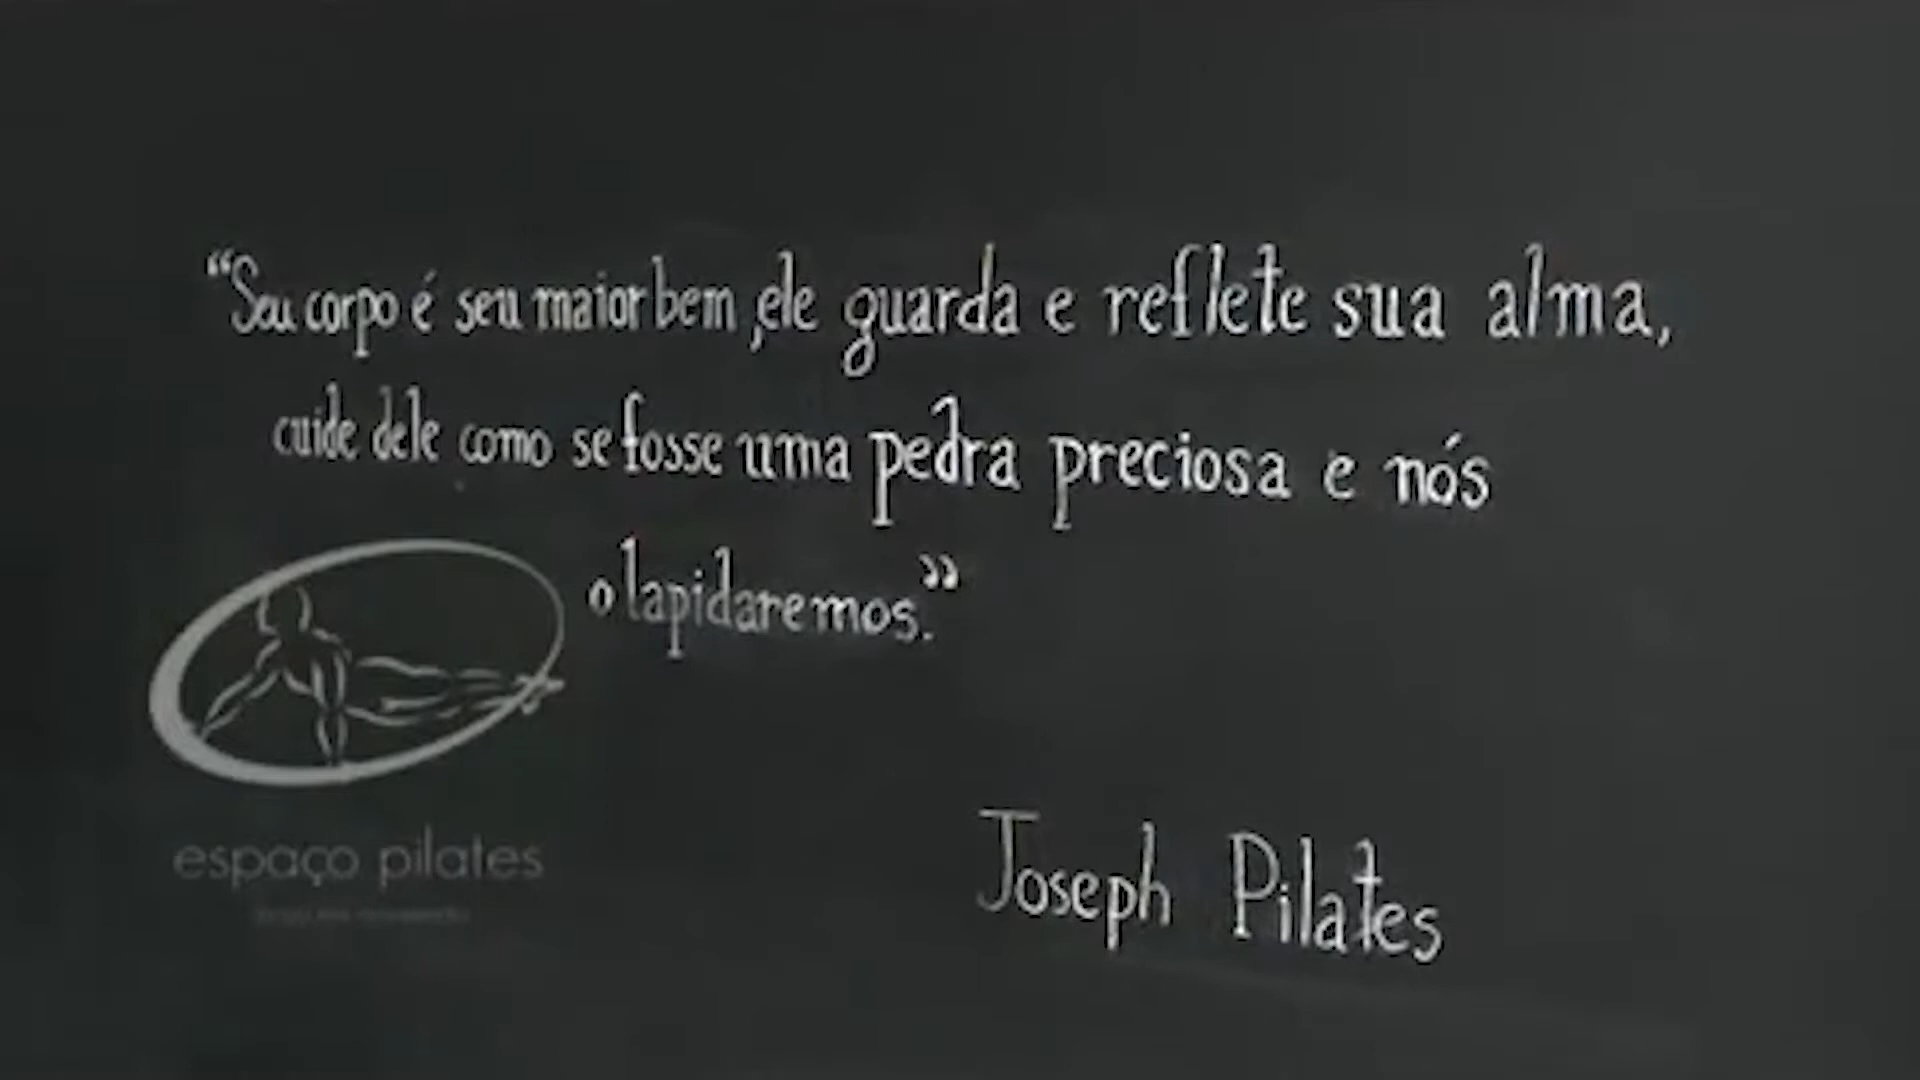 “Seu corpo é seu maior bem, ele guarda e reflete sua alma,
cuide dele como se fosse uma pedra preciosa e nós
o lapidaremos.”
espaço pilates
Joseph Pilates